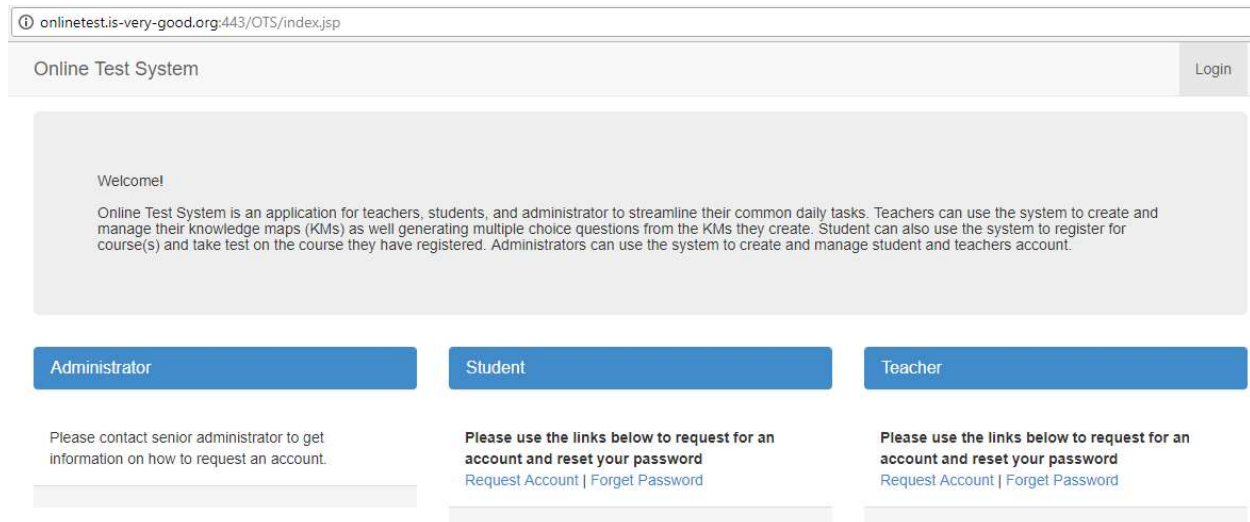 onlinetest.is-very-good.org:443/OTS/index.jsp
Online Test System
Login
Welcome!
Online Test System is an application for teachers, students, and administrator to streamline their common daily tasks. Teachers can use the system to create and
manage their knowledge maps (KMs) as well generating multiple choice questions from the KMs they create. Student can also use the system to register for
course(s) and take test on the course they have registered. Administrators can use the system to create and manage student and teachers account.
Administrator
Please contact senior administrator to get
information on how to request an account.
Student
Please use the links below to request for an
account and reset your password
Request Account | Forget Password
Teacher
Please use the links below to request for an
account and reset your password
Request Account | Forget Password